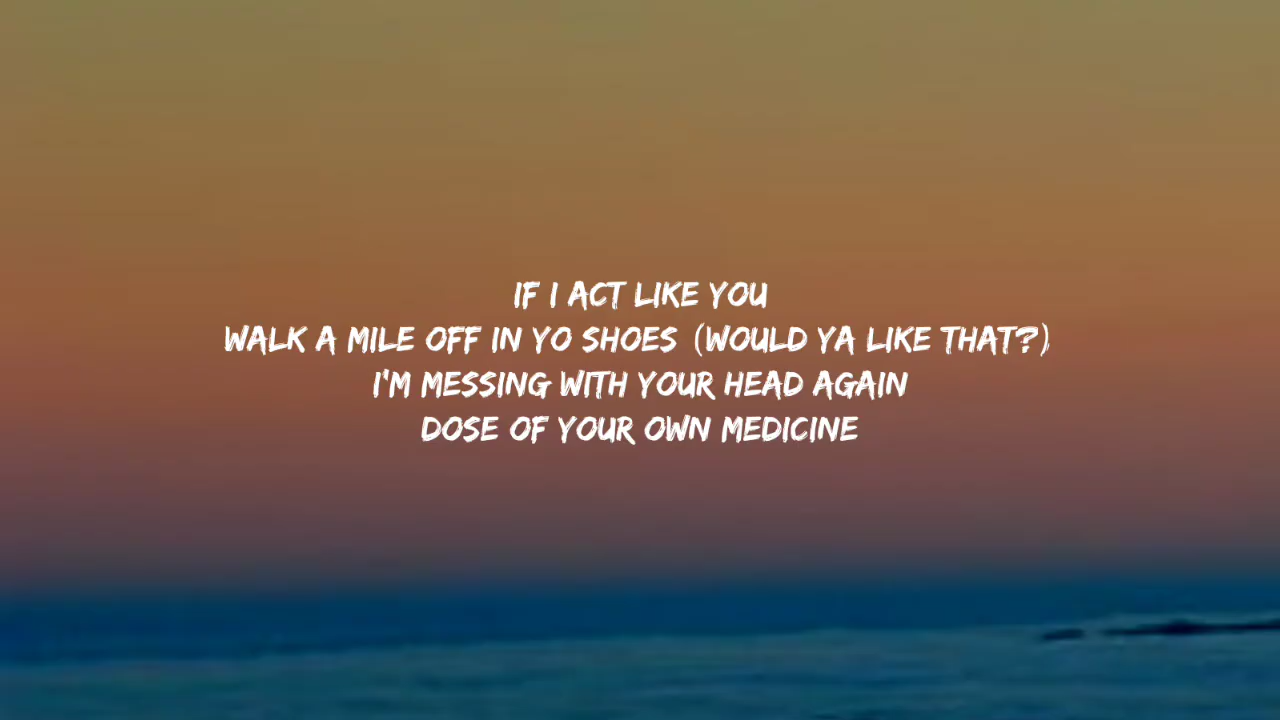 IF I ACT LIKE YOU
WALK A MILE OFF IN YO SHOES (WOULD YA LIKE THAT?)
I'M MESSING WITH YOUR HEAD AGAIN
DOSE OF YOUR OWN MEDICINE